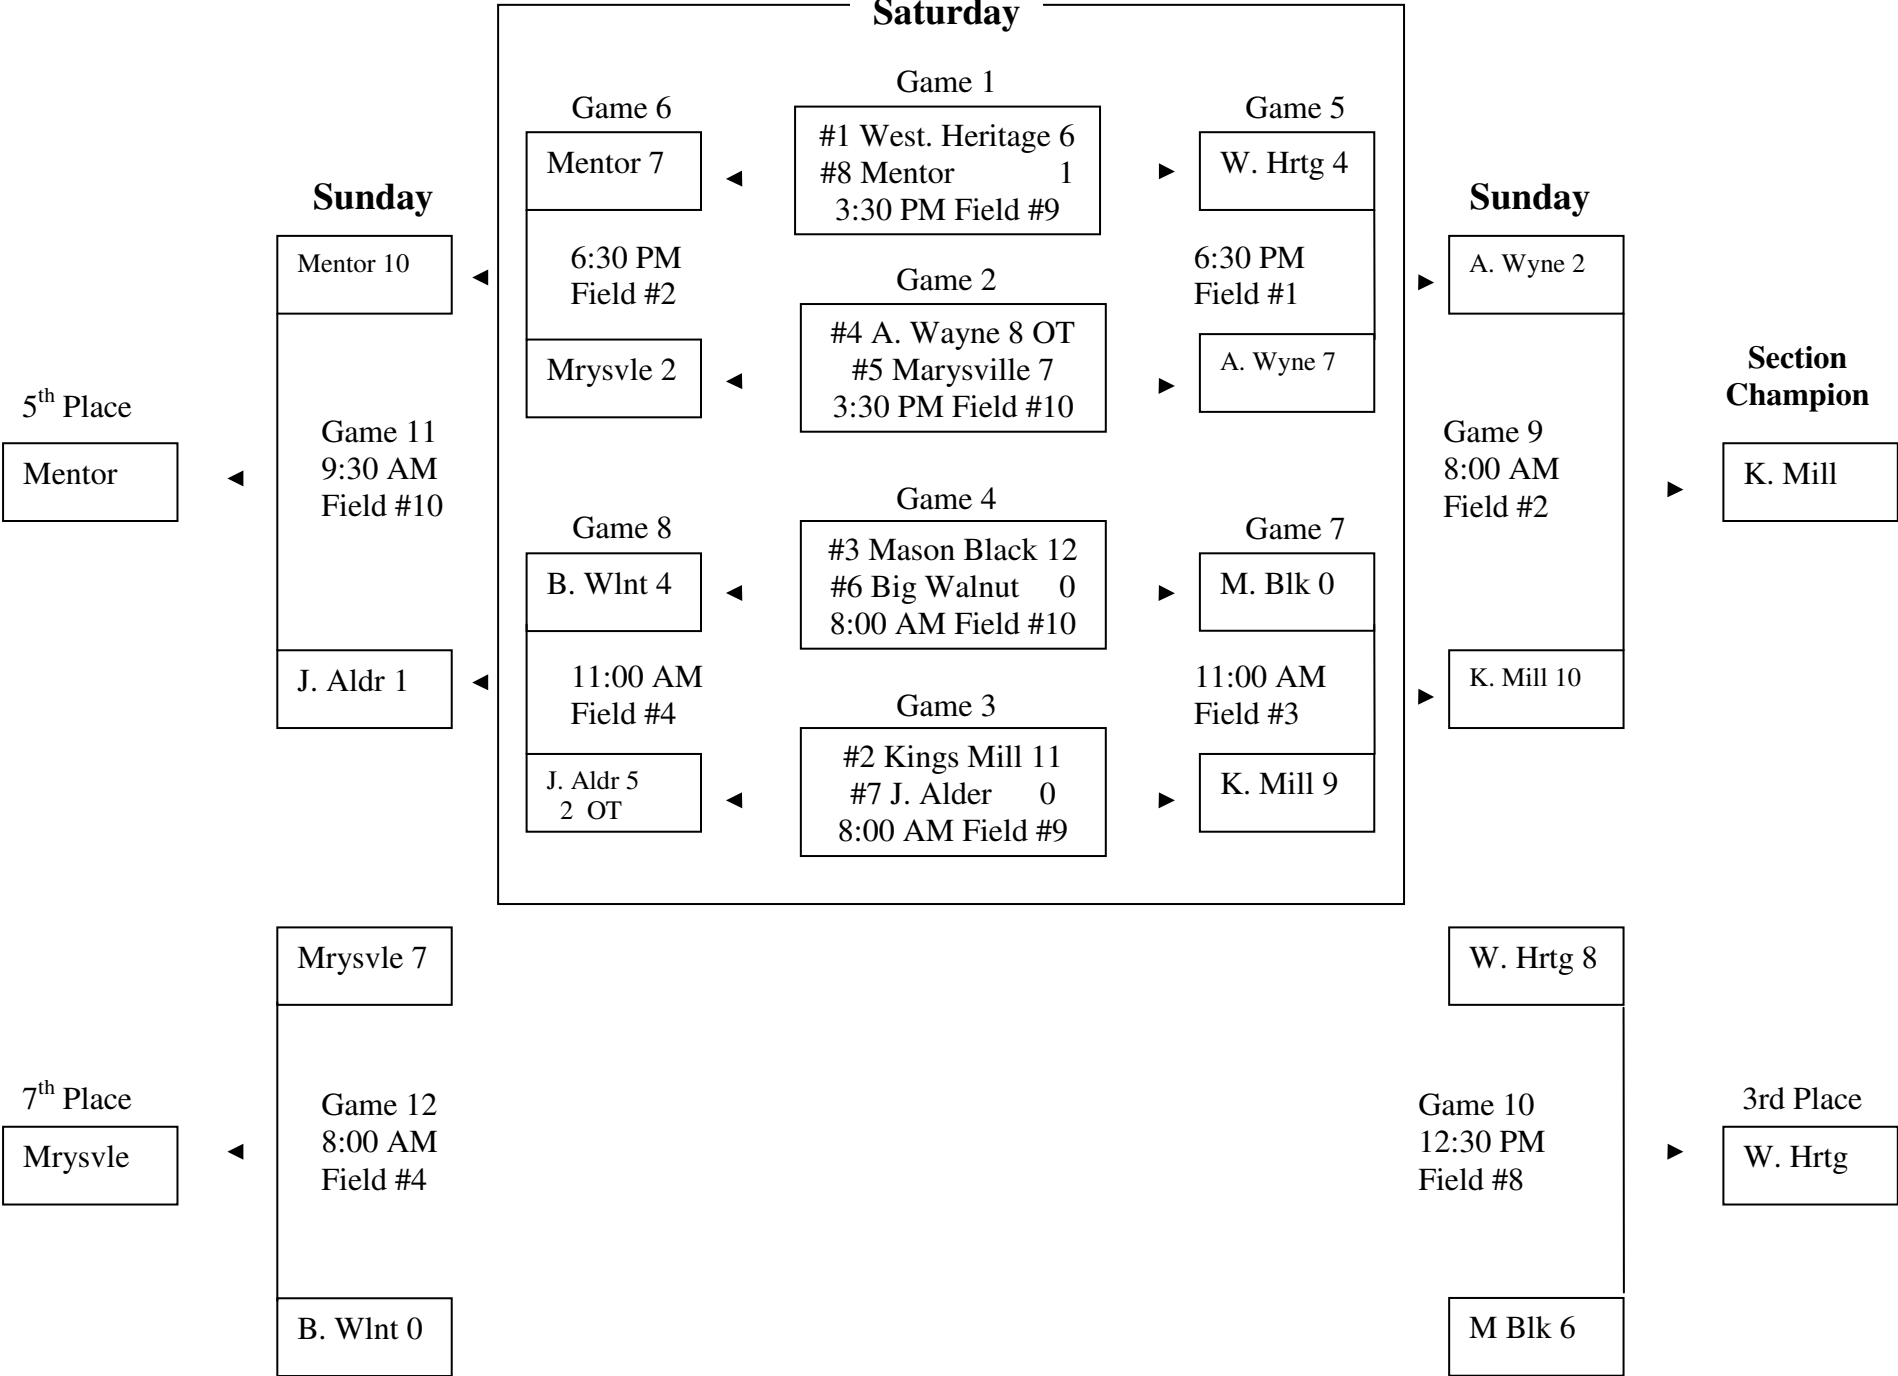 Saturday
Game 1
Game 6
Game 5
#1 West. Heritage 6
#8 Mentor 1
3:30 PM Field #9
Mentor 7
W. Hrtg 4
Sunday
Sunday
Mentor 10
6:30 PM
Field #2
Game 2
6:30 PM
Field #1
A. Wyne 2
#4 A. Wayne 8 OT
#5 Marysville 7
3:30 PM Field #10
Mrysvle 2
A. Wyne 7
Section
Champion
5th Place
Mentor
Game 11
9:30 AM
Field #10
Game 9
8:00 AM
Field #2
K. Mill
Game 4
Game 8
Game 7
#3 Mason Black 12
#6 Big Walnut 0
8:00 AM Field #10
B. Wlnt 4
M. Blk 0
J. Aldr 1
11:00 AM
Field #4
Game 3
11:00 AM
Field #3
K. Mill 10
#2 Kings Mill 11
#7 J. Alder 0
8:00 AM Field #9
J. Aldr 5
2 OT
K. Mill 9
Mrysvle 7
W. Hrtg 8
7th Place
Mrysvle
Game 12
8:00 AM
Field #4
Game 10
12:30 PM
Field #8
3rd Place
W. Hrtg
B. Wlnt 0
M Blk 6